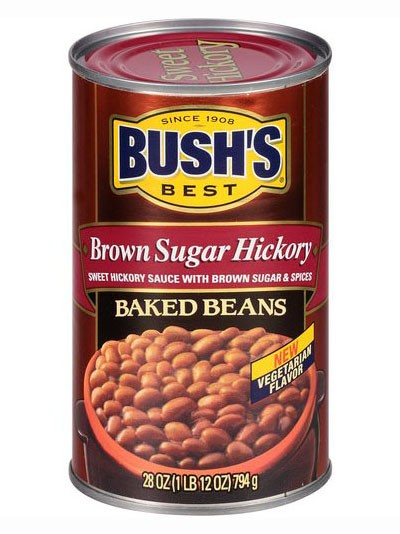 Sweet
Hickory
SINCE 1908
BUSH'S®
BEST
Brown Sugar Hickory
SWEET HICKORY SAUCE WITH BROWN SUGAR & SPICES
BAKED BEANS
NEW
VEGETARIAN
FLAVOR
28 OZ (1 LB 12 OZ) 794 g